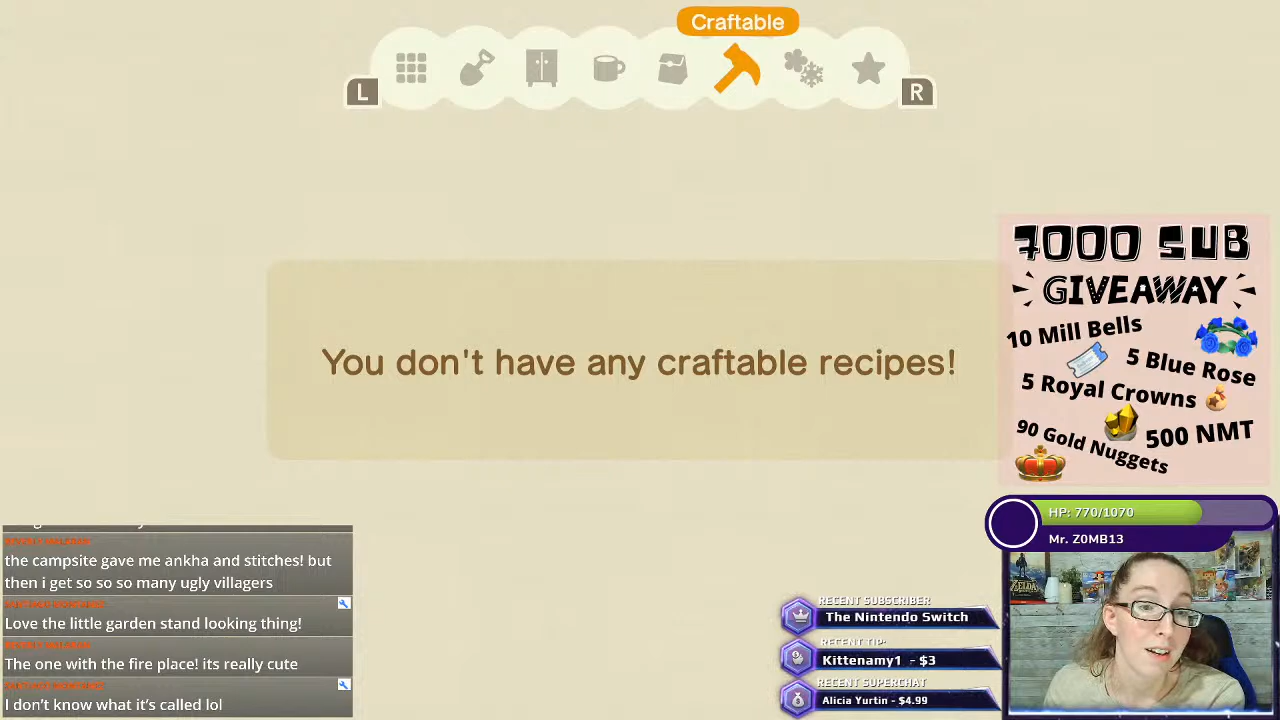 Craftable
L
R
You don't have any craftable recipes!
7000 SUB
GIVEAWAY
10 Mill Bells
5 Blue Rose
5 Royal Crowns
90 Gold Nuggets
500 NMT
HP: 770/1070
Mr. Z0MB13
the campsite gave me ankha and stitches! but
then i get so so so many ugly villagers
Love the little garden stand looking thing!
The one with the fire place! its really cute
I don't know what it's called lol
RECENT SUBSCRIBER
The Nintendo Switch
RECENT TIP:
Kittenamy1 - $3
RECENT SUPERCHAT
Alicia Yurtin - $4.99
ZELDA